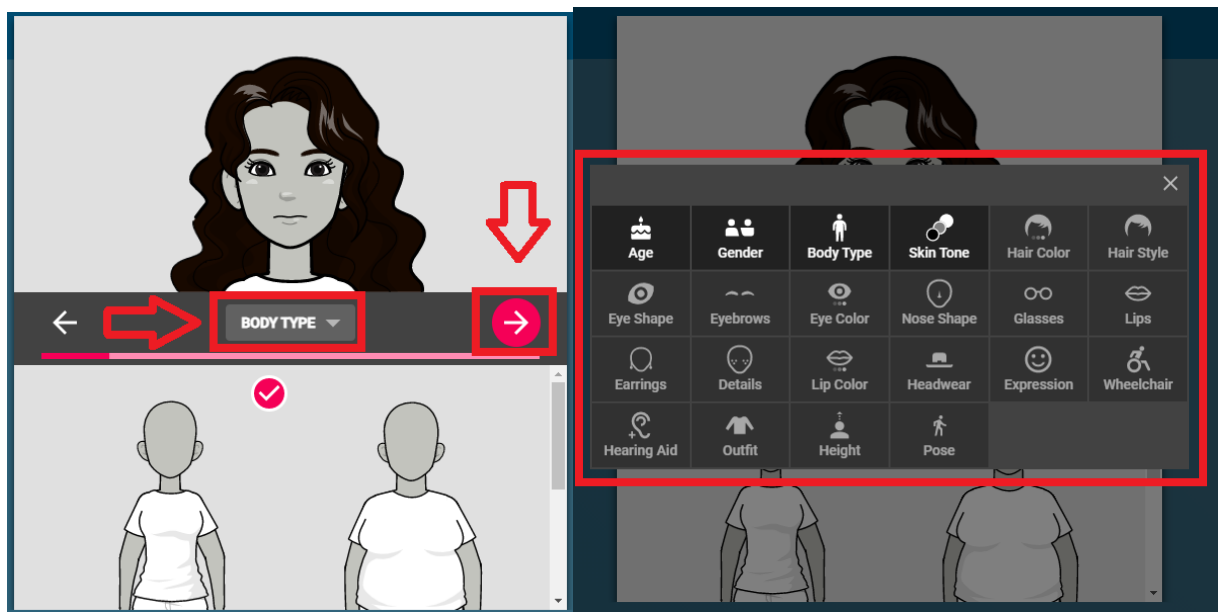 BODY TYPE
Age Gender Body Type Skin Tone Hair Color Hair Style
Eye Shape Eyebrows Eye Color Nose Shape Glasses Lips
Earrings Details Lip Color Headwear Expression Wheelchair
Hearing Aid Outfit Height Pose